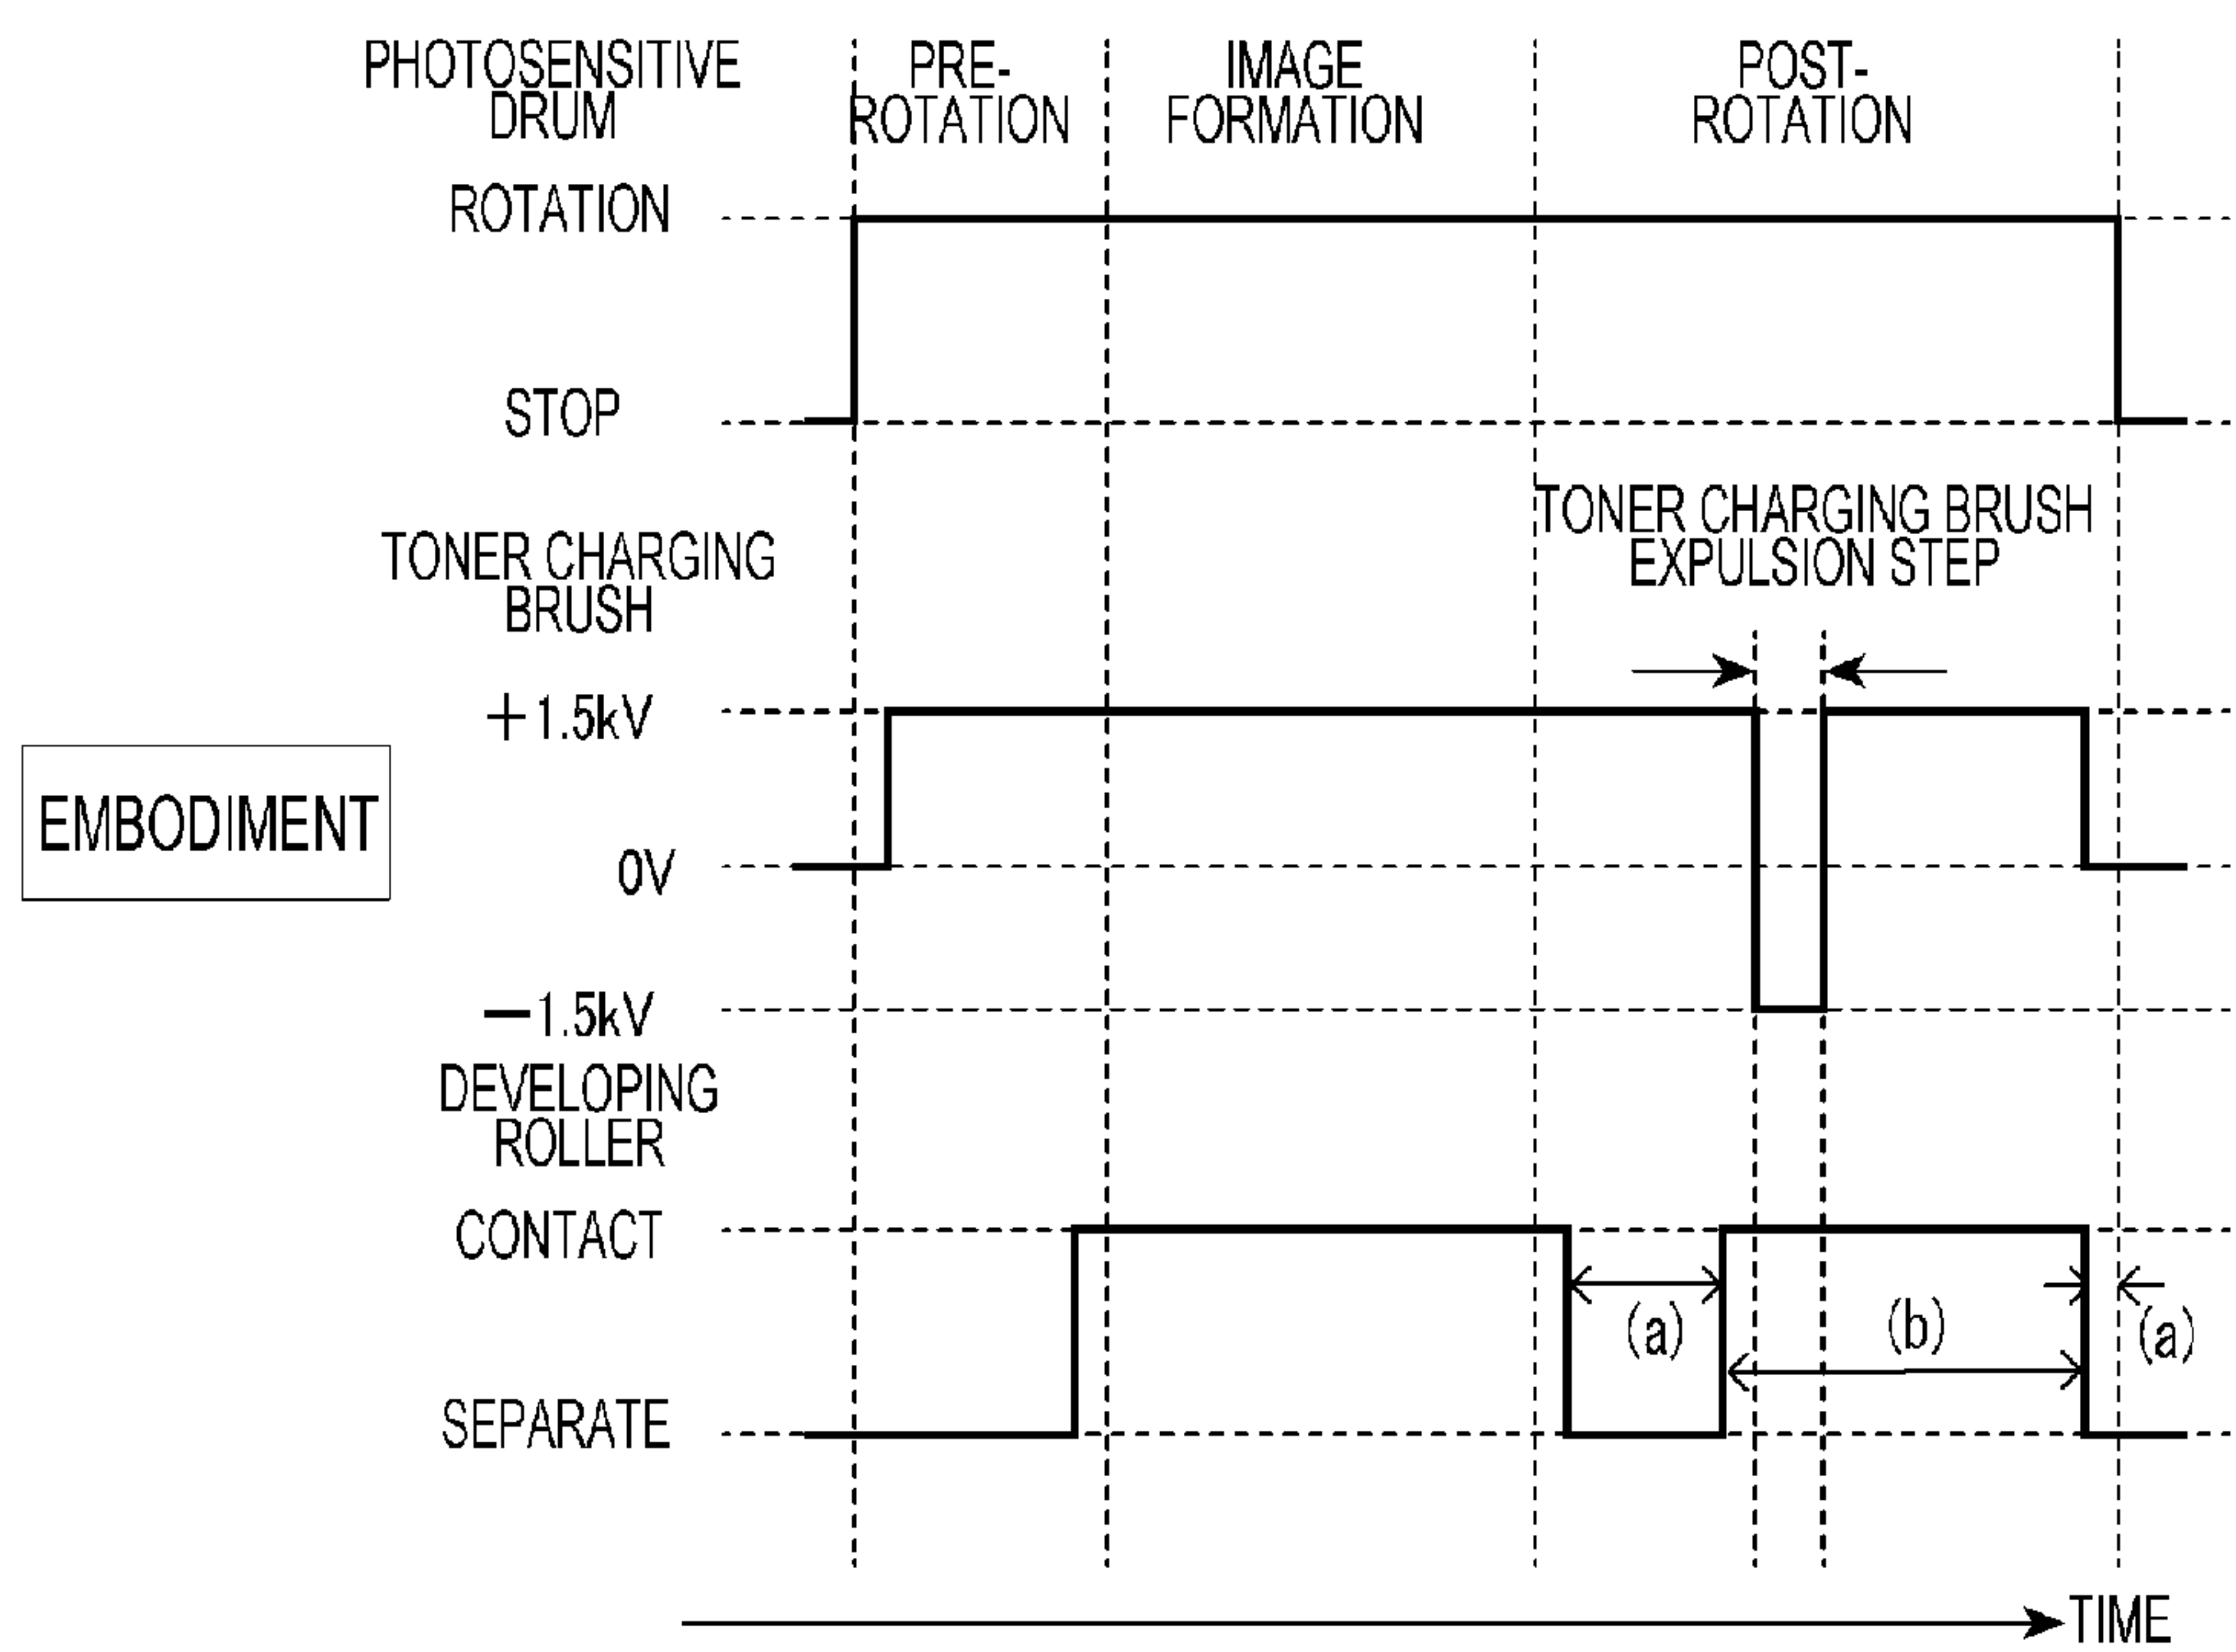 PHOTOSENSITIVE
DRUM
PRE-
ROTATION
IMAGE
FORMATION
POST-
ROTATION
ROTATION
STOP
TONER CHARGING BRUSH
EXPULSION STEP
TONER CHARGING
BRUSH
+1.5kV
EMBODIMENT
0V
−1.5kV
DEVELOPING
ROLLER
CONTACT
(a)
(b)
(a)
SEPARATE
TIME